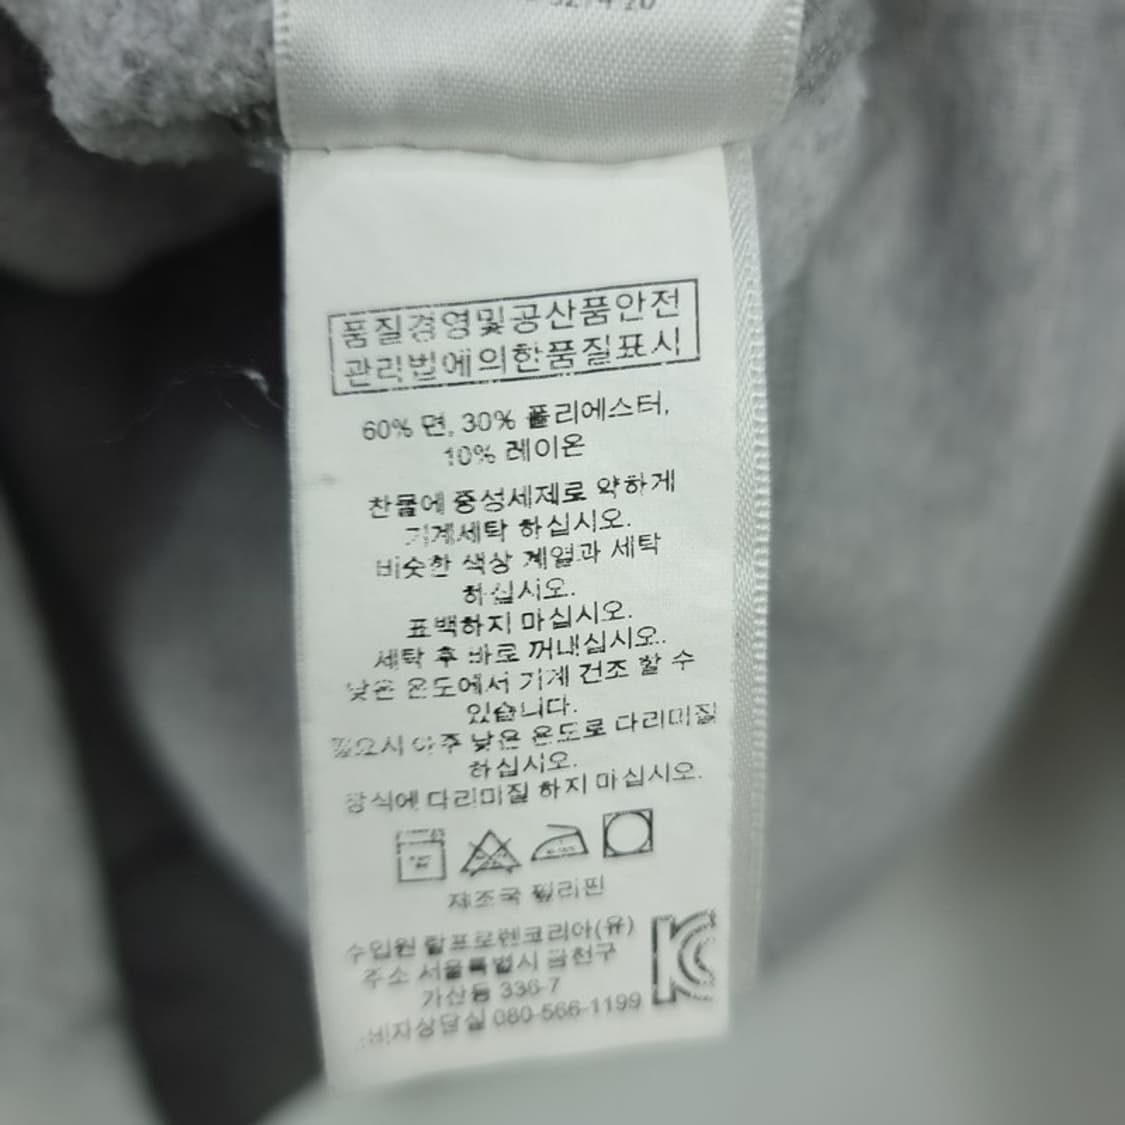 품질경영및공산품안전
관리법에의한품질표시
60% 면, 30% 폴리에스터,
10% 레이온
찬물에 중성세제로 약하게
기계세탁 하십시오.
비슷한 색상 계열과 세탁
하십시오.
표백하지 마십시오.
세탁 후 바로 꺼내십시오.
낮은 온도에서 기계 건조 할 수
있습니다.
필요시 아주 낮은 온도로 다리미질
하십시오.
장식에 다리미질 하지 마십시오.
제조국 필리핀
수입원 랄프로렌코리아(유)
주소 서울특별시 금천구
가산동 336-7
소비자상담실 080-566-1199